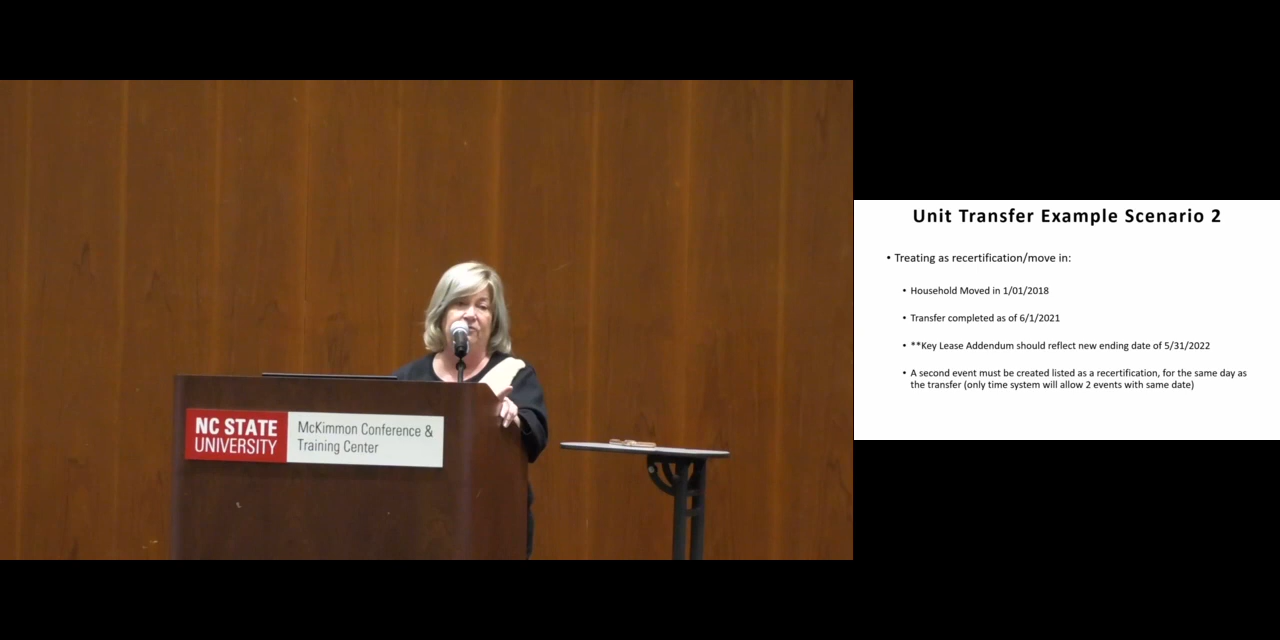 NC STATE
UNIVERSITY
McKimmon Conference &
Training Center
Unit Transfer Example Scenario 2
• Treating as recertification/move in:
• Household Moved in 1/01/2018
• Transfer completed as of 6/1/2021
• **Key Lease Addendum should reflect new ending date of 5/31/2022
• A second event must be created listed as a recertification, for the same day as
the transfer (only time system will allow 2 events with same date)